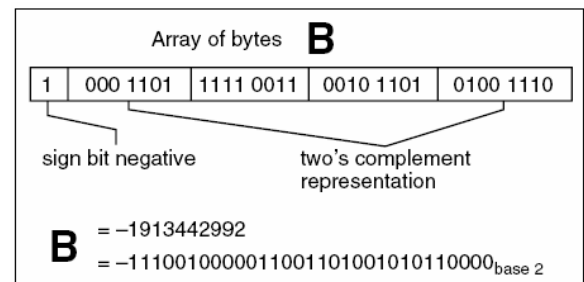 Array of bytes B
1 000 1101 1111 0011 0010 1101 0100 1110
sign bit negative two's complement
representation
B = –1913442992
= –1110010000011001101001010110000base 2